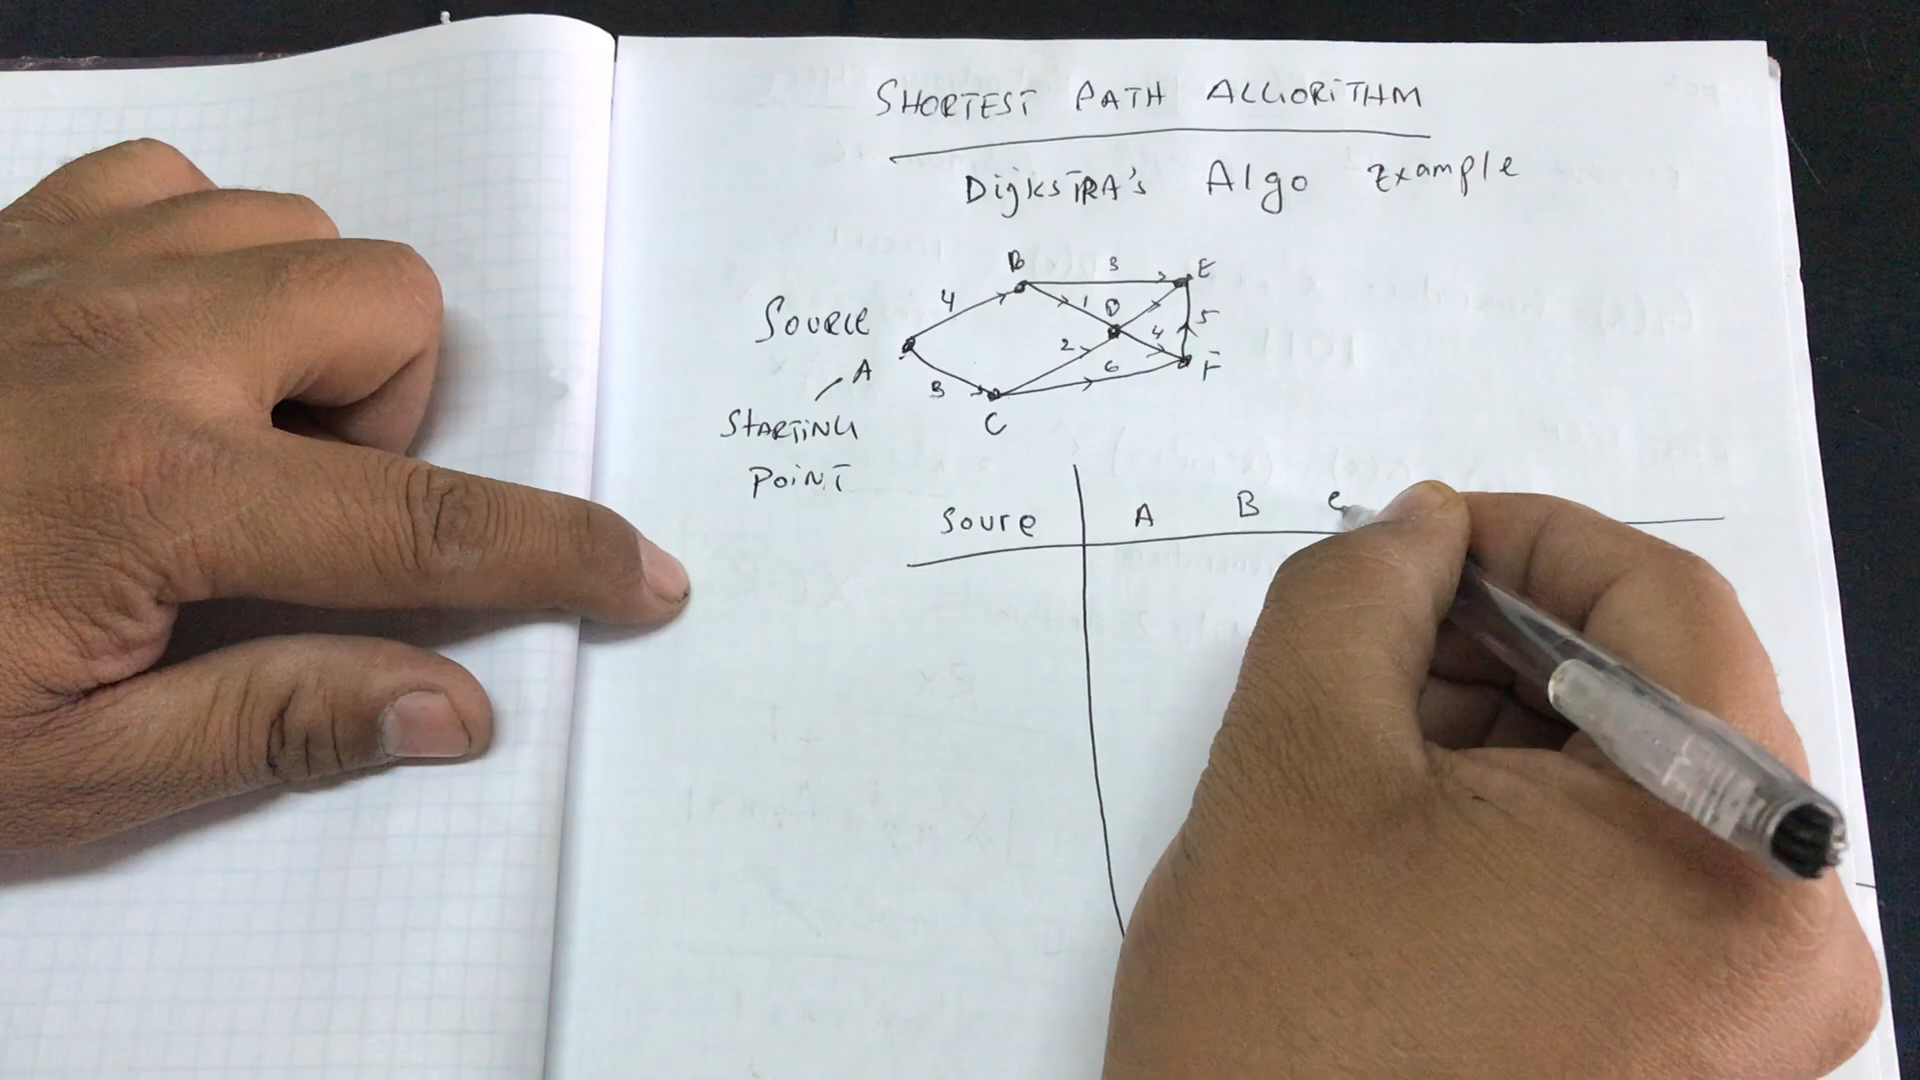 SHORTEST PATH ALGORITHM
DijkSTRA's Algo Example
B 3 E
4 1 D
SOURCE 5
2 4
A 6 F
3
C
STARTING
POINT
Soure A B C